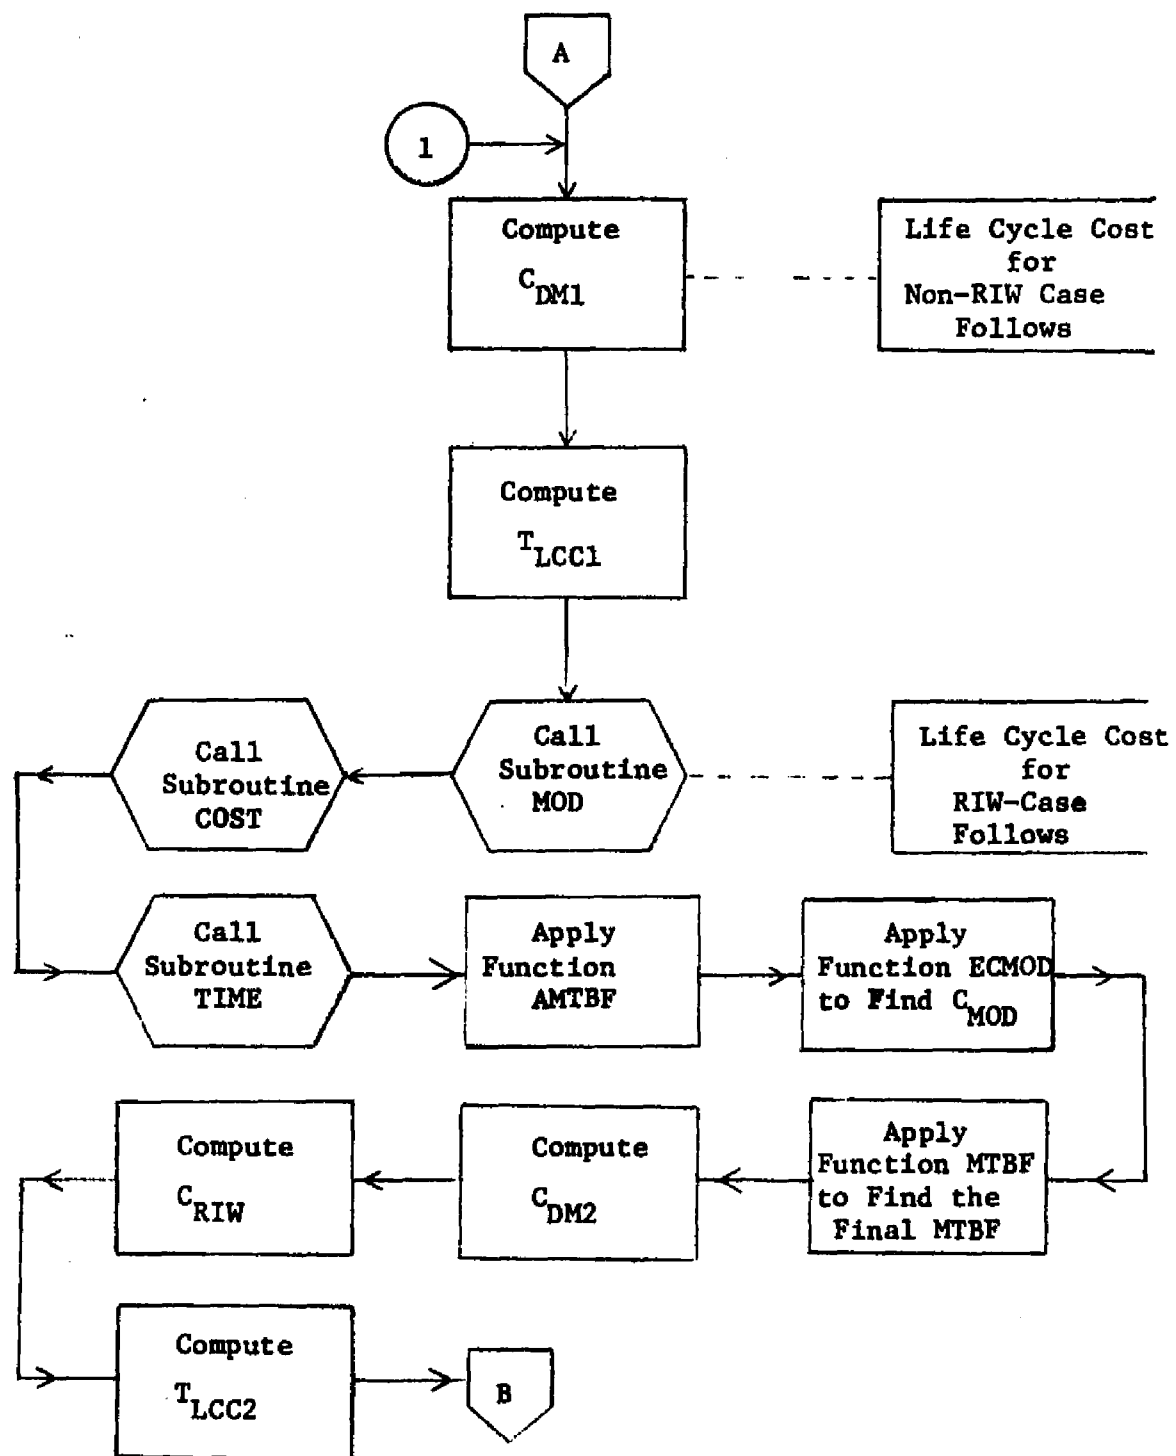 A
1
Compute
C_DM1
Life Cycle Cost
for
Non-RIW Case
Follows
Compute
T_LCC1
Call
Subroutine
COST
Call
Subroutine
MOD
Life Cycle Cost
for
RIW-Case
Follows
Call
Subroutine
TIME
Apply
Function
AMTBF
Apply
Function ECMOD
to Find C_MOD
Apply
Function MTBF
to Find the
Final MTBF
Compute
C_DM2
Compute
C_RIW
Compute
T_LCC2
B